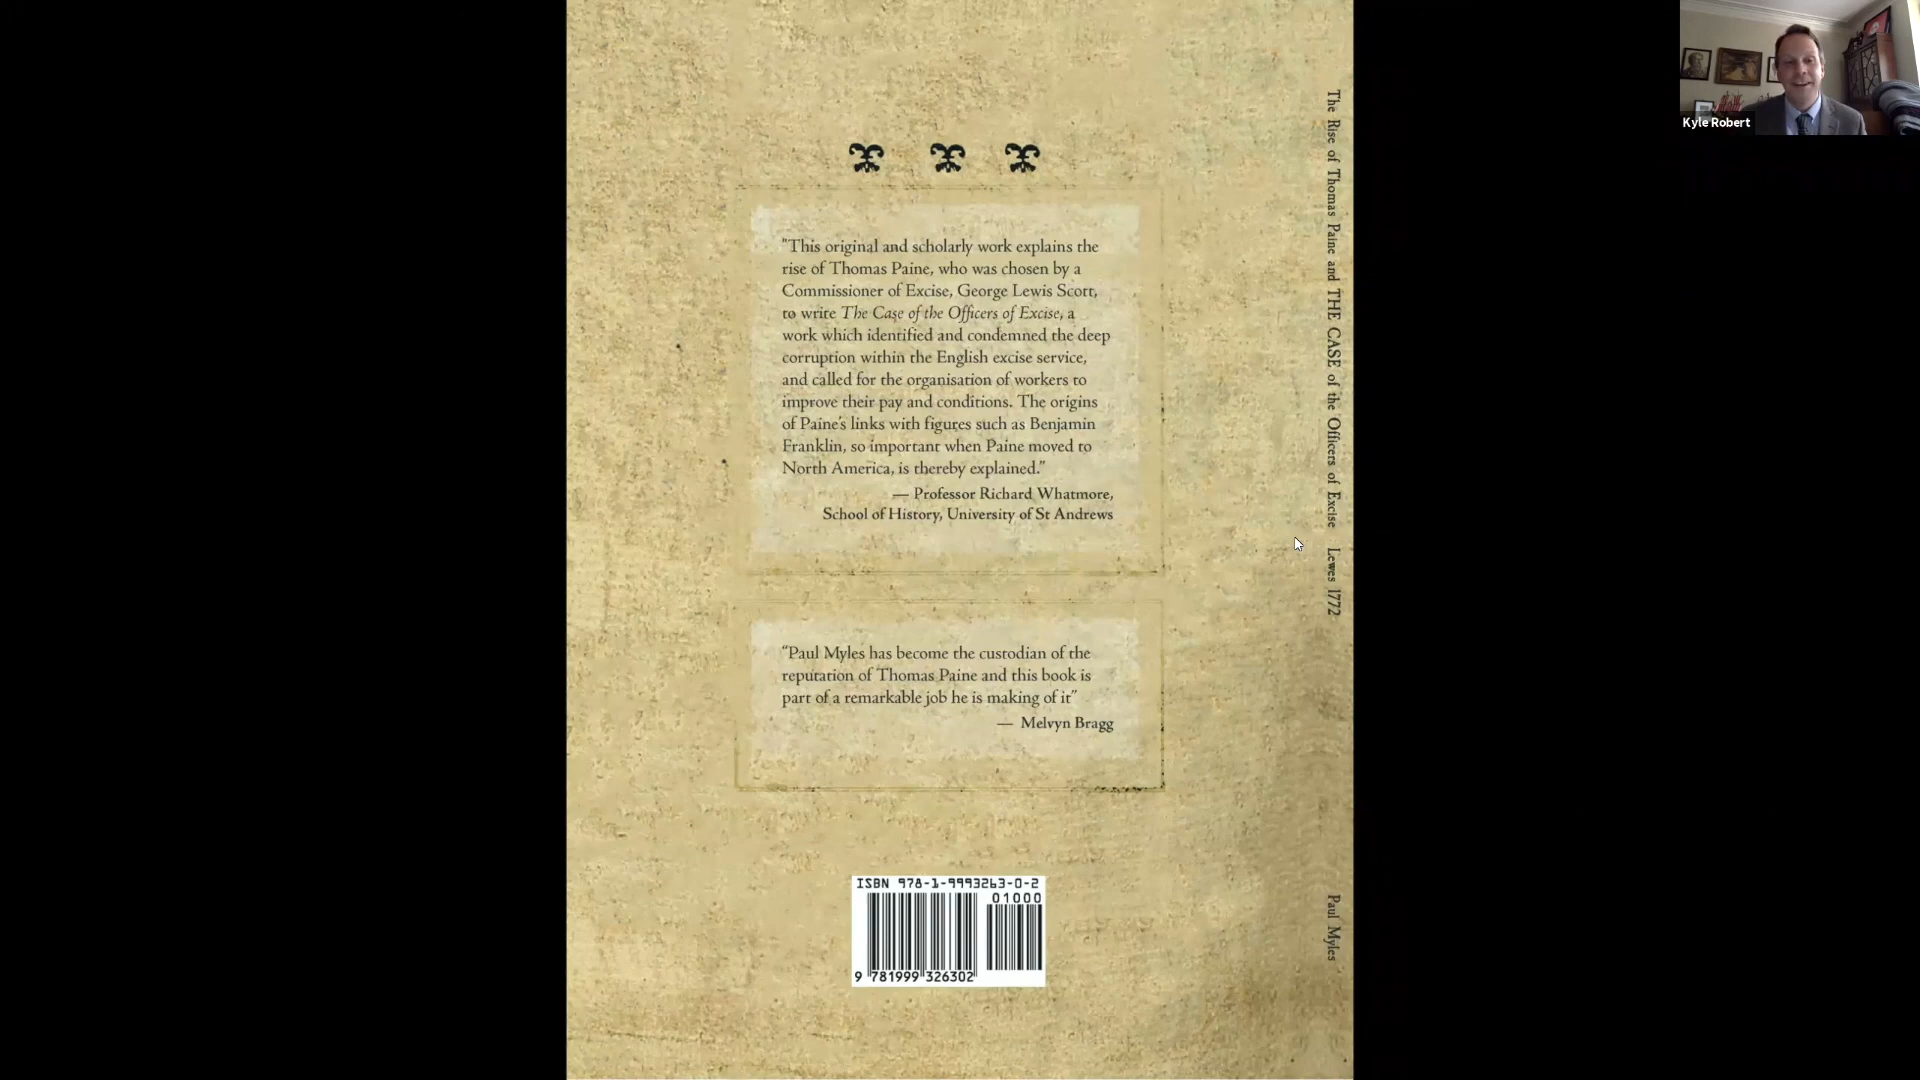 "This original and scholarly work explains the
rise of Thomas Paine, who was chosen by a
Commissioner of Excise, George Lewis Scott,
to write The Case of the Officers of Excise, a
work which identified and condemned the deep
corruption within the English excise service,
and called for the organisation of workers to
improve their pay and conditions. The origins
of Paine's links with figures such as Benjamin
Franklin, so important when Paine moved to
North America, is thereby explained."
— Professor Richard Whatmore,
School of History, University of St Andrews
"Paul Myles has become the custodian of the
reputation of Thomas Paine and this book is
part of a remarkable job he is making of it"
— Melvyn Bragg
ISBN 978-1-9993263-0-2
01000
9 781999 326302
The Rise of Thomas Paine and THE CASE of the Officers of Excise Lewes 1772
Paul Myles
Kyle Robert